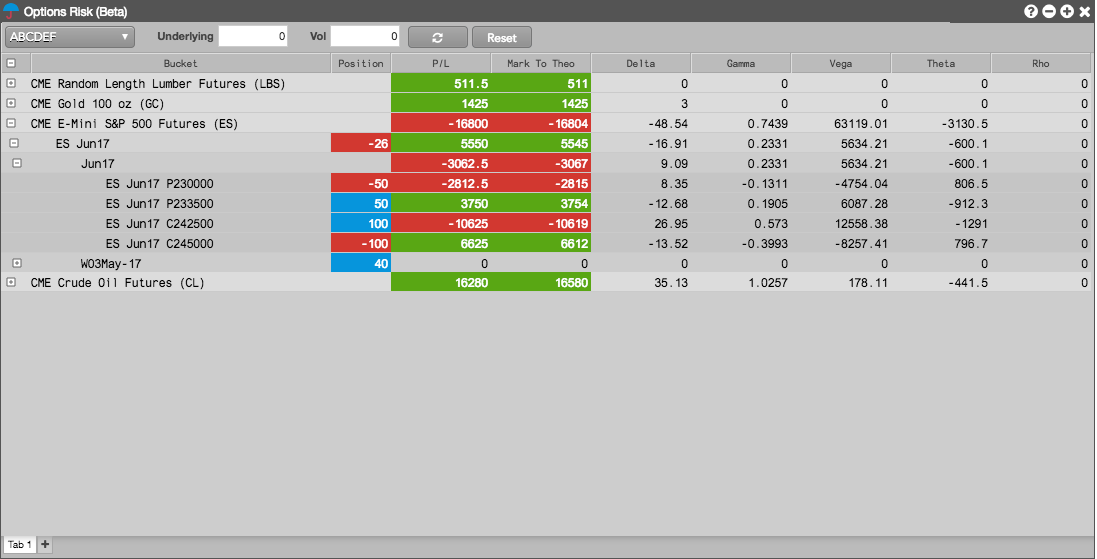 Options Risk (Beta)
ABCDEF Underlying 0 Vol 0 Reset
Bucket Position P/L Mark To Theo Delta Gamma Vega Theta Rho
CME Random Length Lumber Futures (LBS) 511.5 511 0 0 0 0 0
CME Gold 100 oz (GC) 1425 1425 3 0 0 0 0
CME E-Mini S&P 500 Futures (ES) -16800 -16804 -48.54 0.7439 63119.01 -3130.5 0
ES Jun17 -26 5550 5545 -16.91 0.2331 5634.21 -600.1 0
Jun17 -3062.5 -3067 9.09 0.2331 5634.21 -600.1 0
ES Jun17 P230000 -50 -2812.5 -2815 8.35 -0.1311 -4754.04 806.5 0
ES Jun17 P233500 50 3750 3754 -12.68 0.1905 6087.28 -912.3 0
ES Jun17 C242500 100 -10625 -10619 26.95 0.573 12558.38 -1291 0
ES Jun17 C245000 -100 6625 6612 -13.52 -0.3993 -8257.41 796.7 0
WO3May-17 40 0 0 0 0 0 0 0
CME Crude Oil Futures (CL) 16280 16580 35.13 1.0257 178.11 -441.5 0
Tab 1